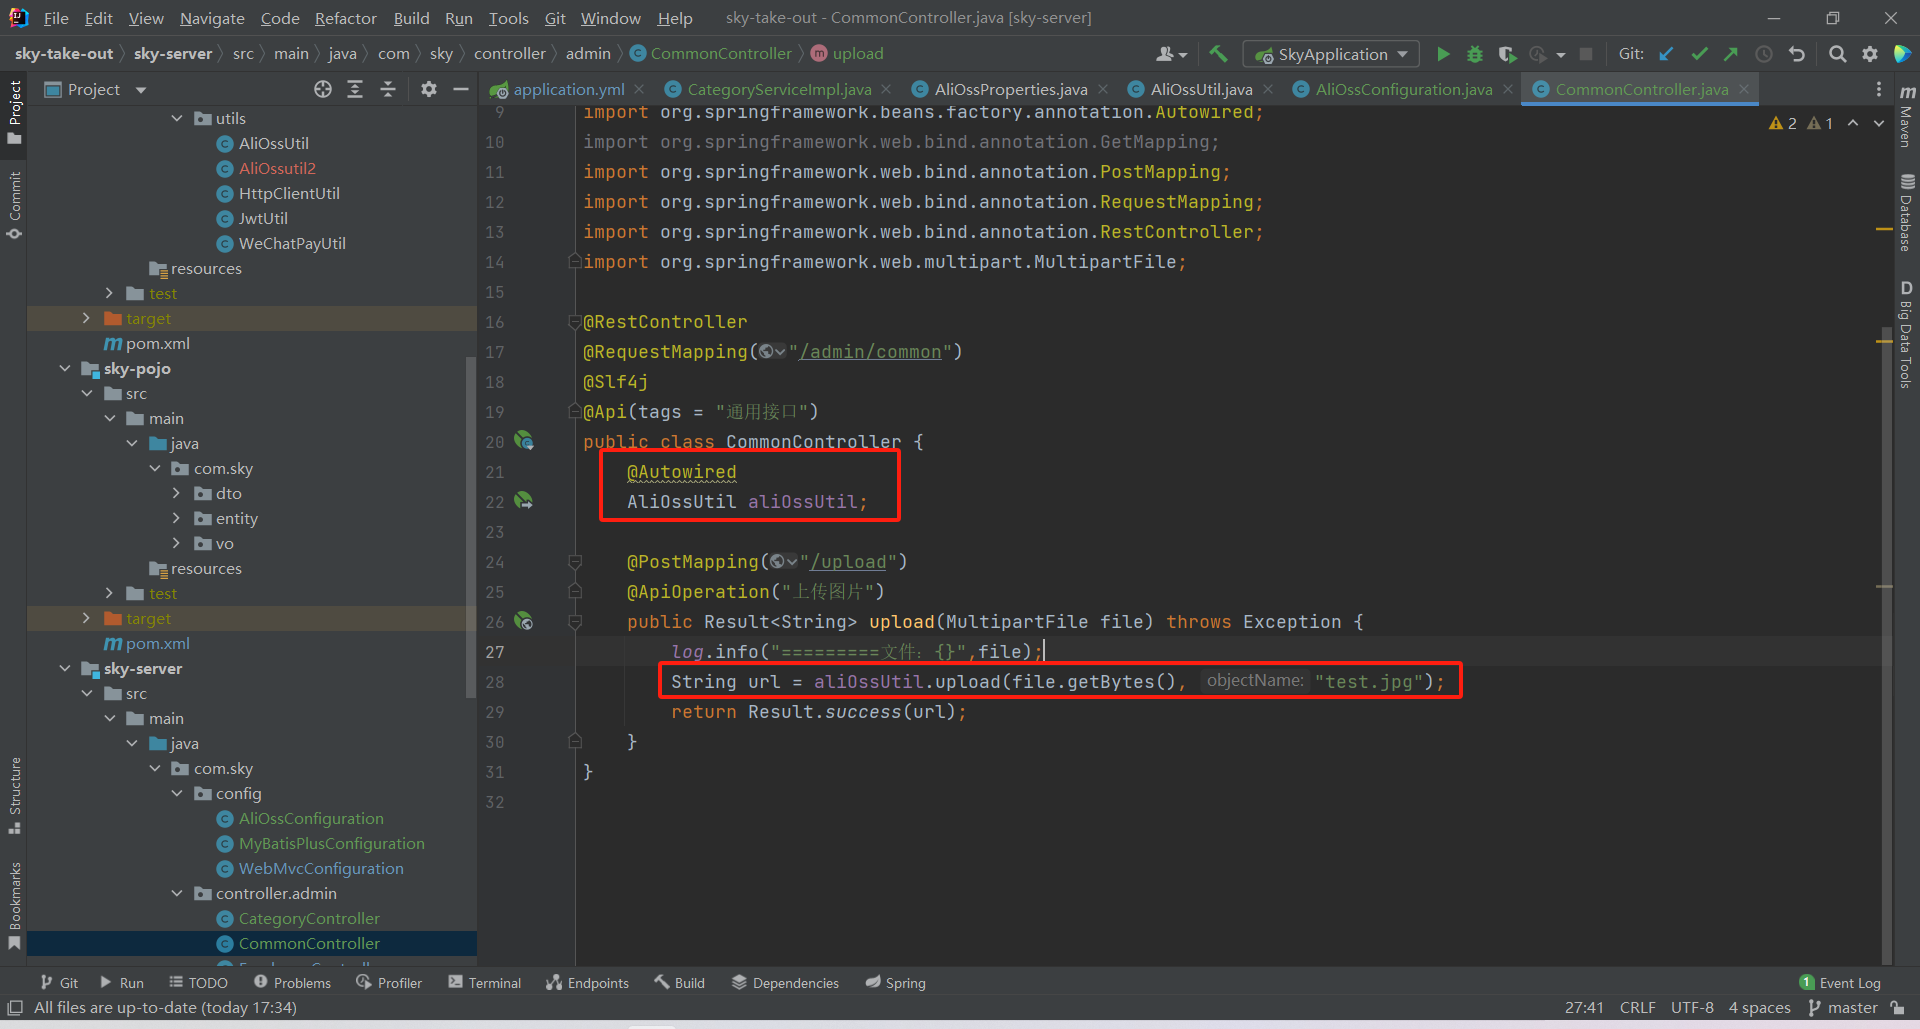 File Edit View Navigate Code Refactor Build Run Tools Git Window Help sky-take-out - CommonController.java [sky-server]
sky-take-out sky-server src main java com sky controller admin CommonController upload SkyApplication Git:
Project application.yml CategoryServiceImpl.java AliOssProperties.java AliOssUtil.java AliOssConfiguration.java CommonController.java
Project
Commit
Structure
Bookmarks
utils
AliOssUtil
AliOssutil2
HttpClientUtil
JwtUtil
WeChatPayUtil
resources
test
target
pom.xml
sky-pojo
src
main
java
com.sky
dto
entity
vo
resources
test
target
pom.xml
sky-server
src
main
java
com.sky
config
AliOssConfiguration
MyBatisPlusConfiguration
WebMvcConfiguration
controller.admin
CategoryController
CommonController
2 1
9 import org.springframework.beans.factory.annotation.Autowired;
10 import org.springframework.web.bind.annotation.GetMapping;
11 import org.springframework.web.bind.annotation.PostMapping;
12 import org.springframework.web.bind.annotation.RequestMapping;
13 import org.springframework.web.bind.annotation.RestController;
14 import org.springframework.web.multipart.MultipartFile;
15
16 @RestController
17 @RequestMapping("/admin/common")
18 @Slf4j
19 @Api(tags = "通用接口")
20 public class CommonController {
21 @Autowired
22 AliOssUtil aliOssUtil;
23
24 @PostMapping("/upload")
25 @ApiOperation("上传图片")
26 public Result<String> upload(MultipartFile file) throws Exception {
27 log.info("=========文件：{}",file);
28 String url = aliOssUtil.upload(file.getBytes(), objectName: "test.jpg");
29 return Result.success(url);
30 }
31 }
32
Maven
Database
Big Data Tools
Git Run TODO Problems Profiler Terminal Endpoints Build Dependencies Spring 1 Event Log
All files are up-to-date (today 17:34) 27:41 CRLF UTF-8 4 spaces master